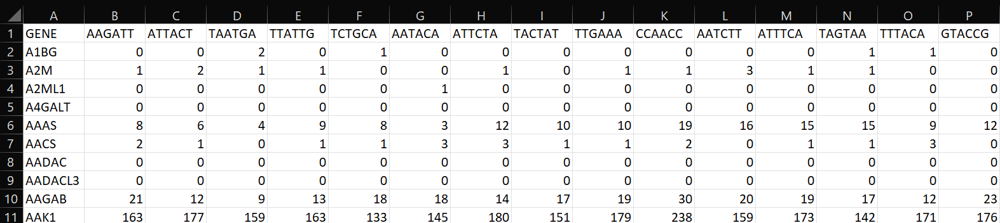 A B C D E F G H I J K L M N O P
1 GENE AAGATT ATTACT TAATGA TTATTG TCTGCA AATACA ATTCTA TACTAT TTGAAA CCAACC AATCTT ATTTCA TAGTAA TTTACA GTACCG
2 A1BG 0 0 2 0 1 0 0 0 0 0 0 0 1 1 0
3 A2M 1 2 1 1 0 0 1 0 1 1 3 1 1 0 0
4 A2ML1 0 0 0 0 0 1 0 0 0 0 0 0 0 0 0
5 A4GALT 0 0 0 0 0 0 0 0 0 0 0 0 0 0 0
6 AAAS 8 6 4 9 8 3 12 10 10 19 16 15 15 9 12
7 AACS 2 1 0 1 1 3 3 1 1 2 0 1 1 3 0
8 AADAC 0 0 0 0 0 0 0 0 0 0 0 0 0 0 0
9 AADACL3 0 0 0 0 0 0 0 0 0 0 0 0 0 0 0
10 AAGAB 21 12 9 13 18 18 14 17 19 30 20 19 17 12 23
11 AAK1 163 177 159 163 133 145 180 151 179 238 159 173 142 171 176